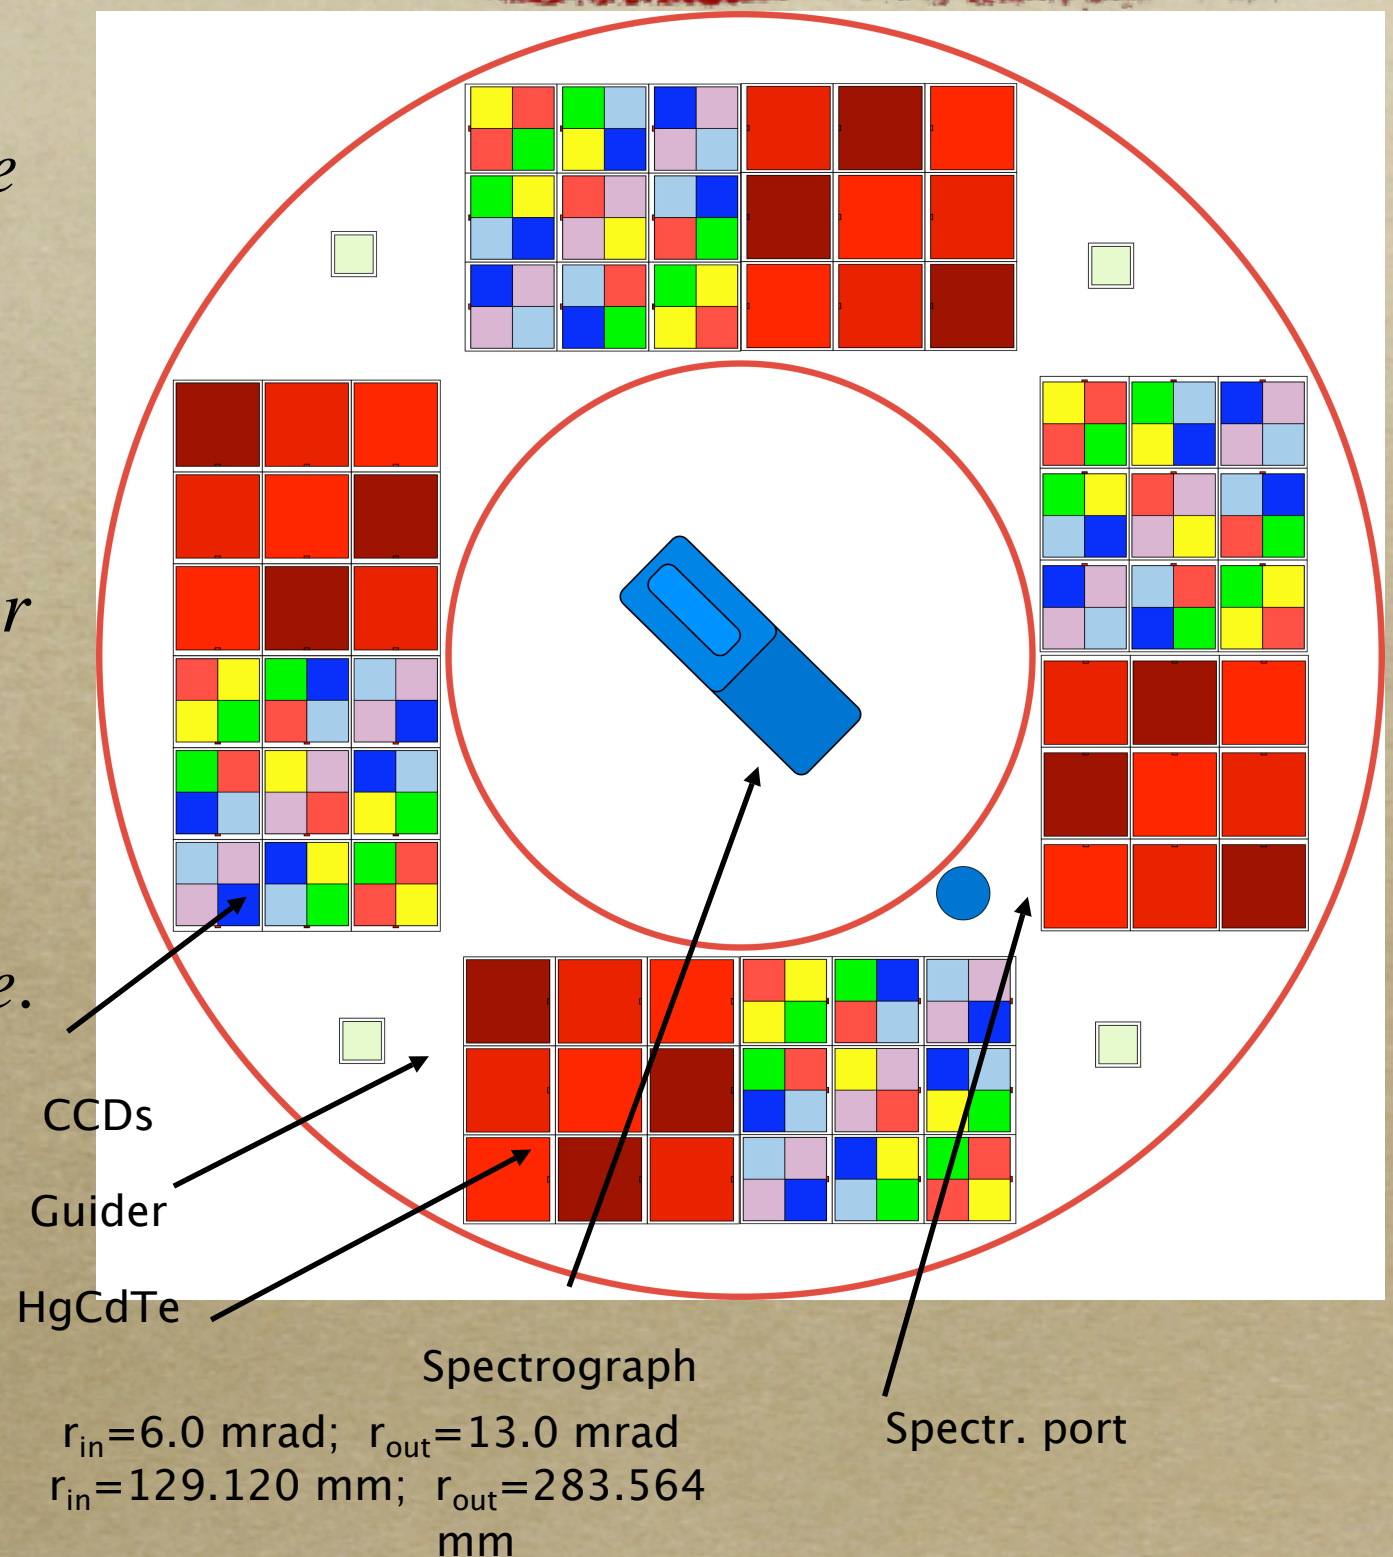 e
r
e.
CCDs
Guider
HgCdTe
Spectrograph
Spectr. port
r_in=6.0 mrad; r_out=13.0 mrad
r_in=129.120 mm; r_out=283.564
mm